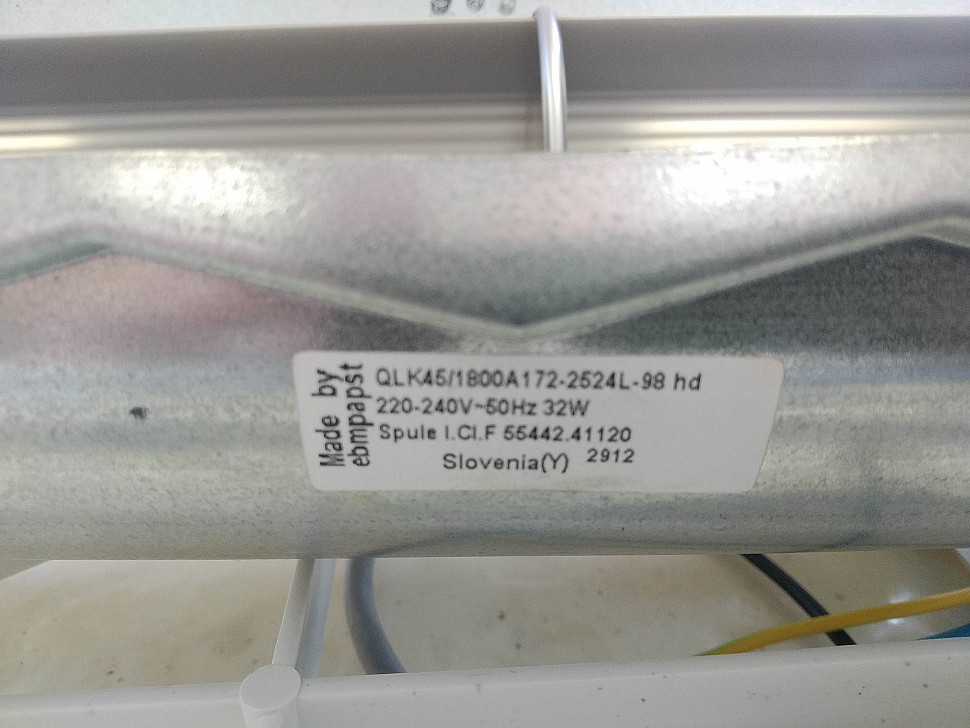 Made by
ebmpapst
QLK45/1800A172-2524L-98 hd
220-240V~50Hz 32W
Spule I.Cl.F 55442.41120
Slovenia(Y) 2912